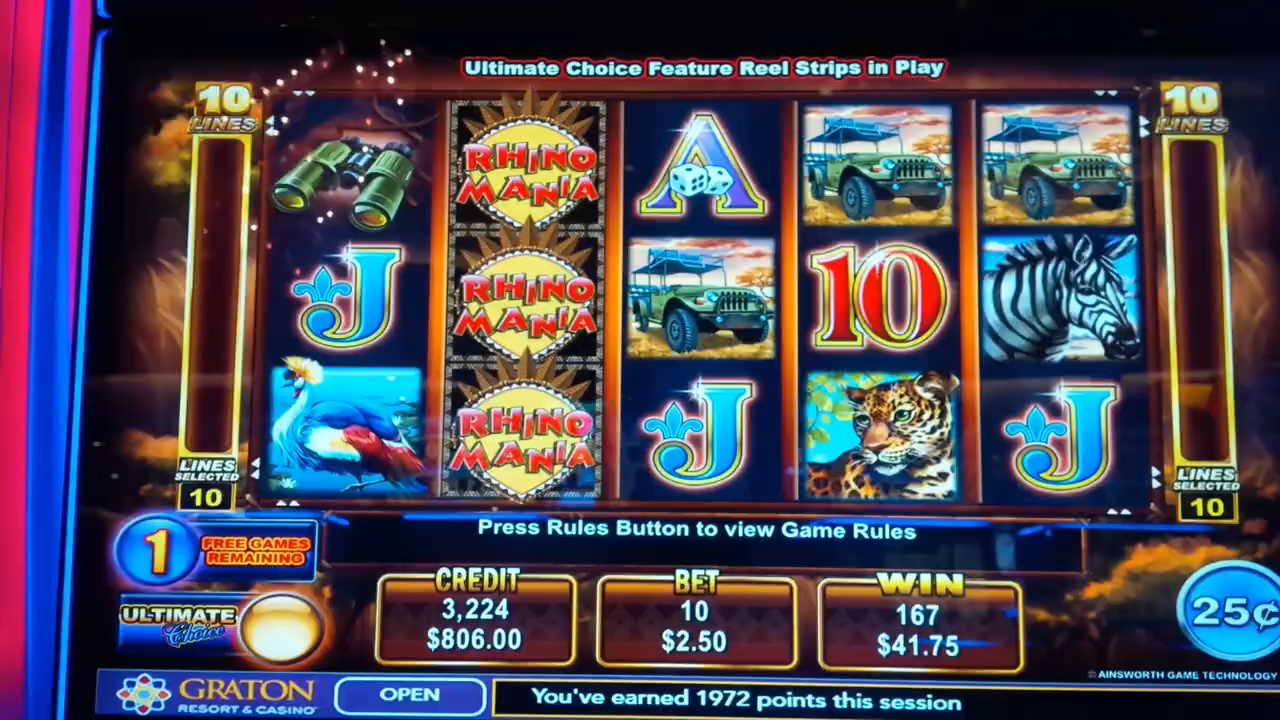 Ultimate Choice Feature Reel Strips in Play
10
LINES
10
LINES
RHINO
MANIA
A
J
RHINO
MANIA
10
RHINO
MANIA
J
J
LINES
SELECTED
10
LINES
SELECTED
10
Press Rules Button to view Game Rules
1
FREE GAMES
REMAINING
CREDIT
3,224
$806.00
BET
10
$2.50
WIN
167
$41.75
ULTIMATE
Choice
25¢
© AINSWORTH GAME TECHNOLOGY
GRATON
RESORT & CASINO
OPEN
You've earned 1972 points this session